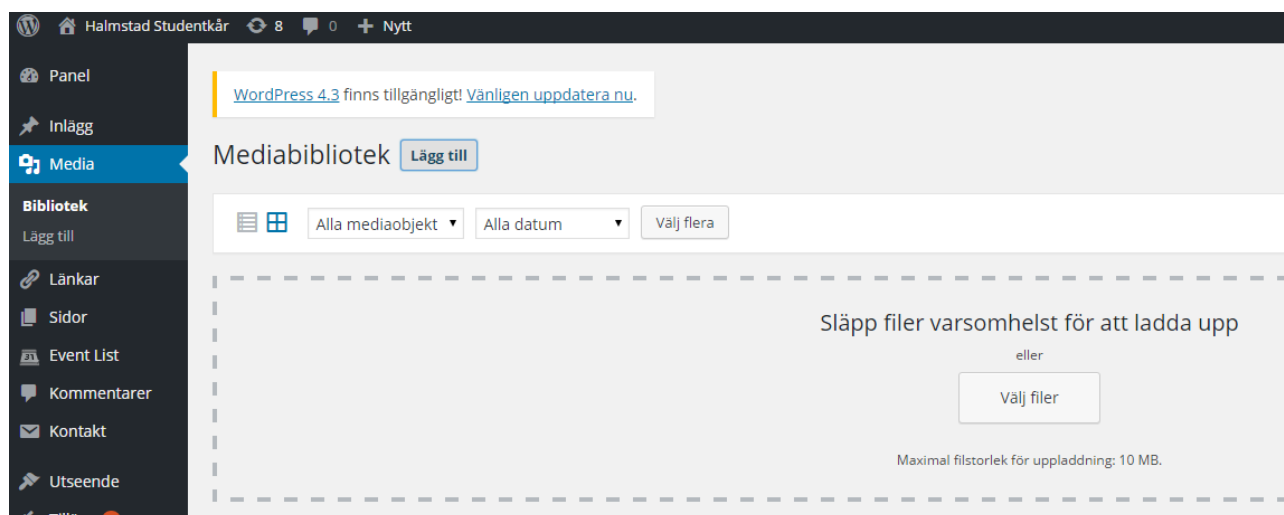 Halmstad Studentkår 8 0 + Nytt
Panel
Inlägg
Media
Bibliotek
Lägg till
Länkar
Sidor
Event List
Kommentarer
Kontakt
Utseende
WordPress 4.3 finns tillgängligt! Vänligen uppdatera nu.
Mediabibliotek Lägg till
Alla mediaobjekt Alla datum Välj flera
Släpp filer varsomhelst för att ladda upp
eller
Välj filer
Maximal filstorlek för uppladdning: 10 MB.